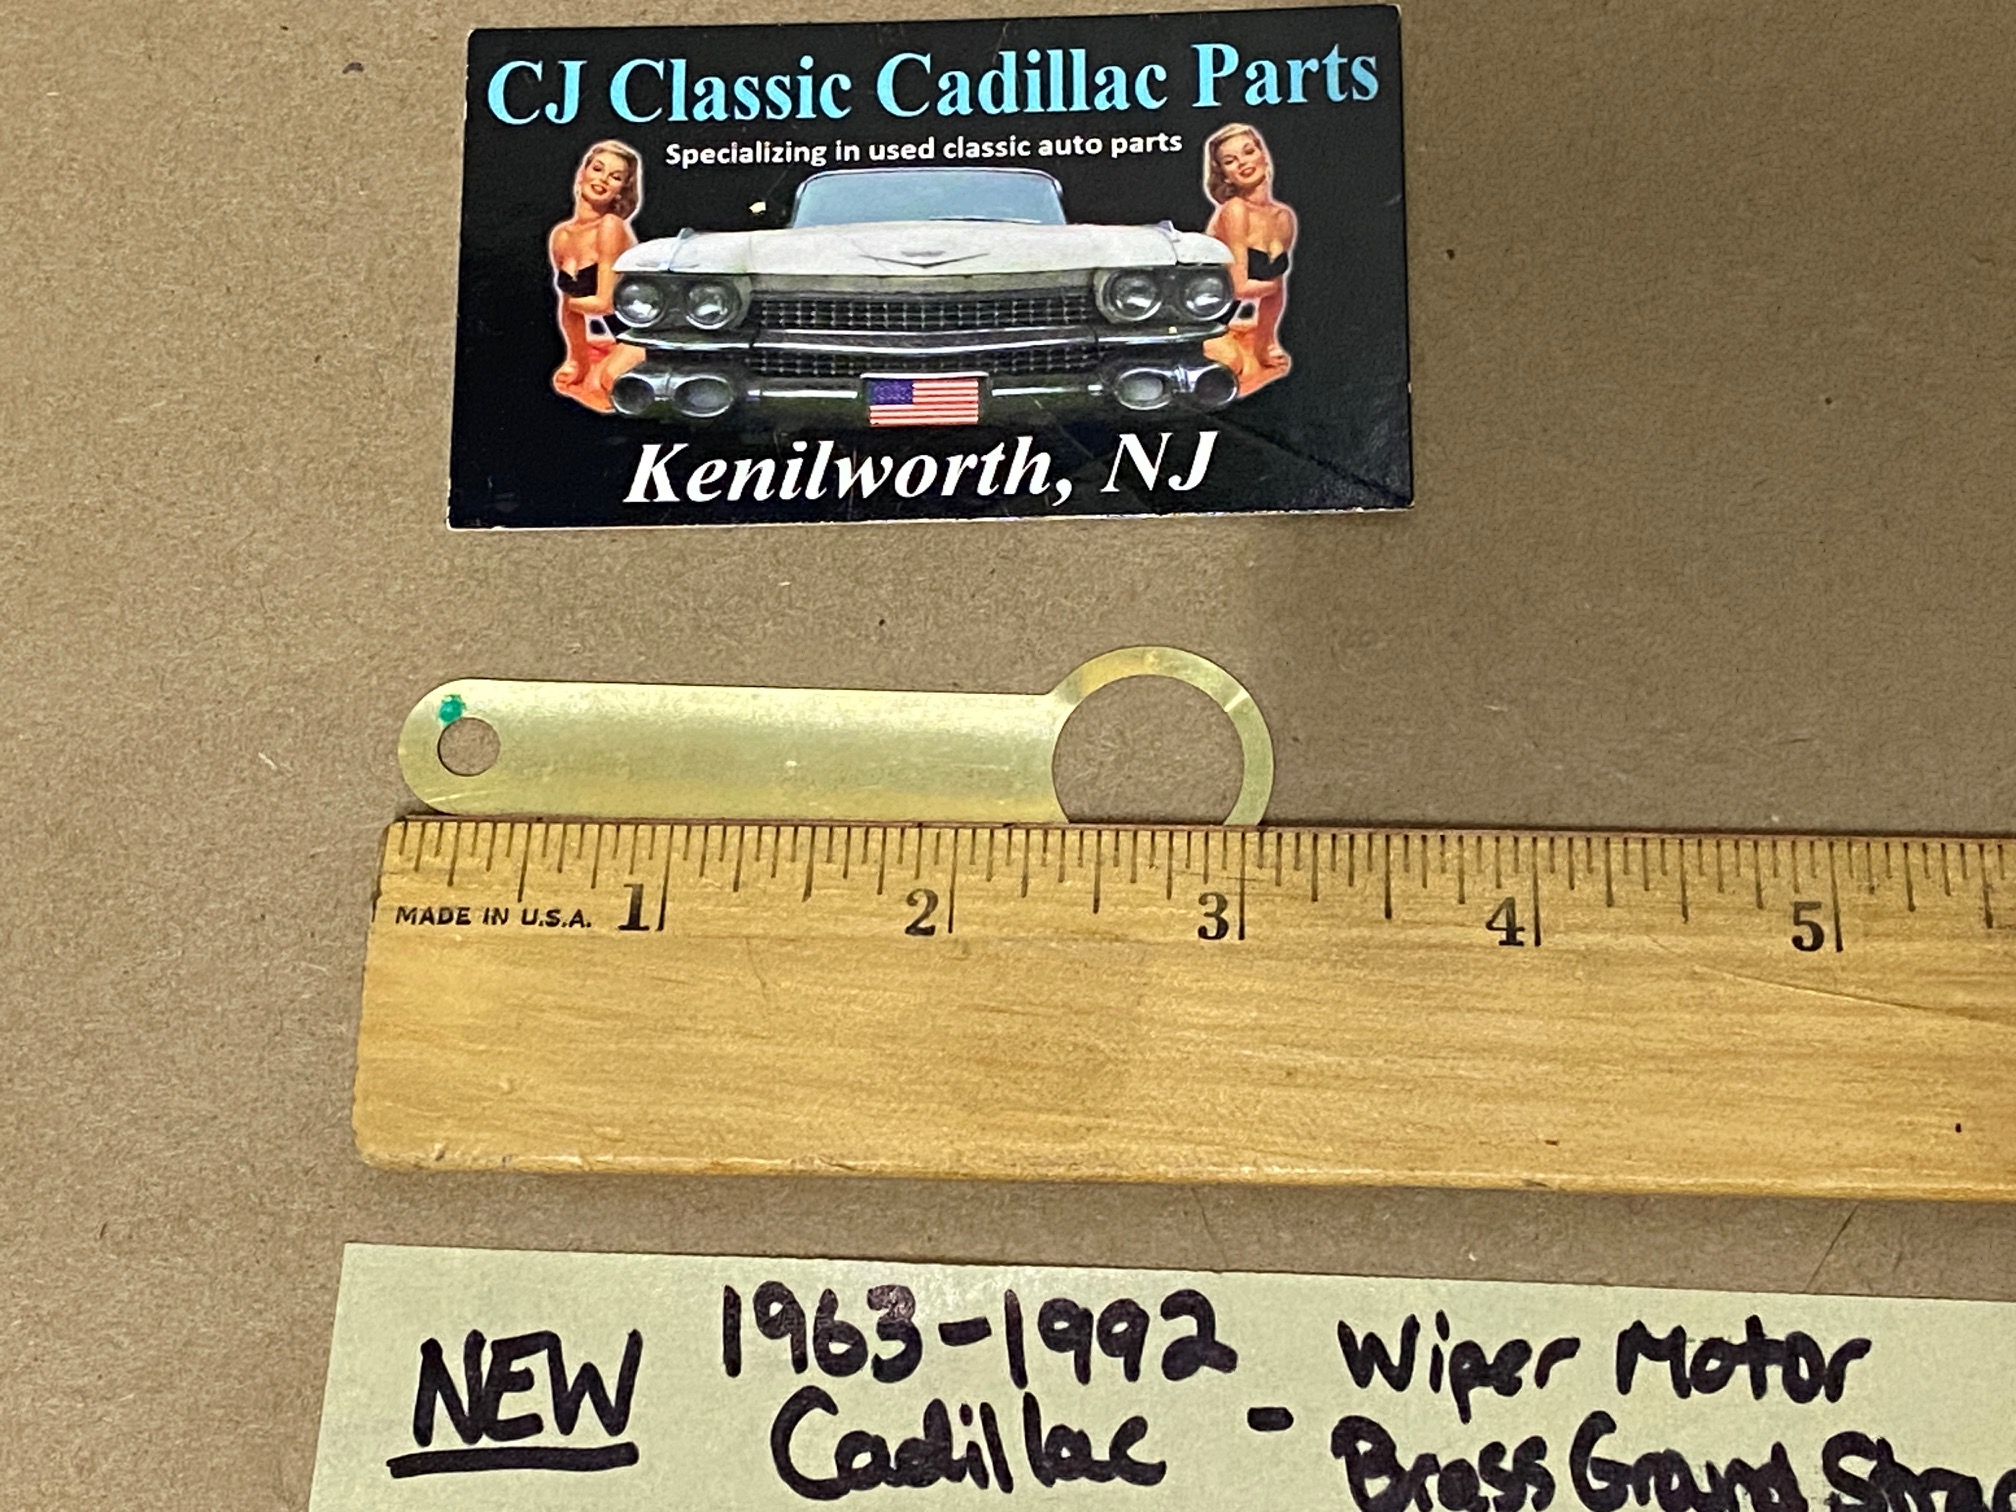 CJ Classic Cadillac Parts
Specializing in used classic auto parts
Kenilworth, NJ
1 2 3 4 5
MADE IN U.S.A.
NEW 1963-1992 Cadillac - Wiper Motor
Brass Ground